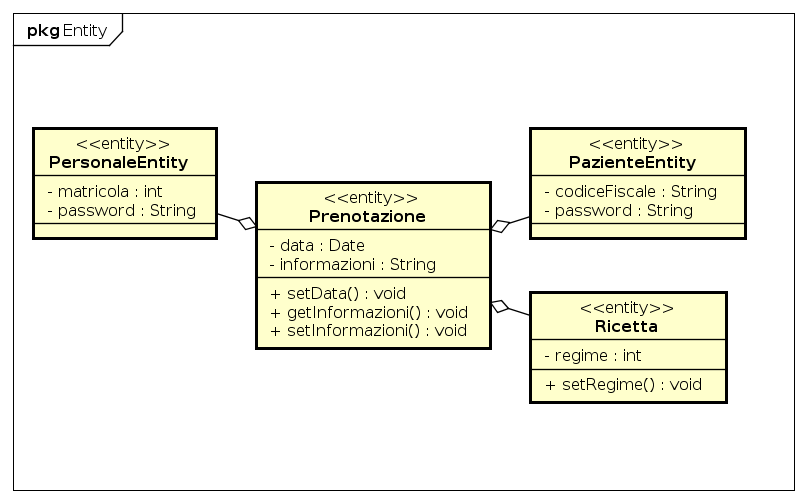 pkg Entity
<<entity>>
PersonaleEntity
- matricola : int
- password : String
<<entity>>
Prenotazione
- data : Date
- informazioni : String
+ setData() : void
+ getInformazioni() : void
+ setInformazioni() : void
<<entity>>
PazienteEntity
- codiceFiscale : String
- password : String
<<entity>>
Ricetta
- regime : int
+ setRegime() : void